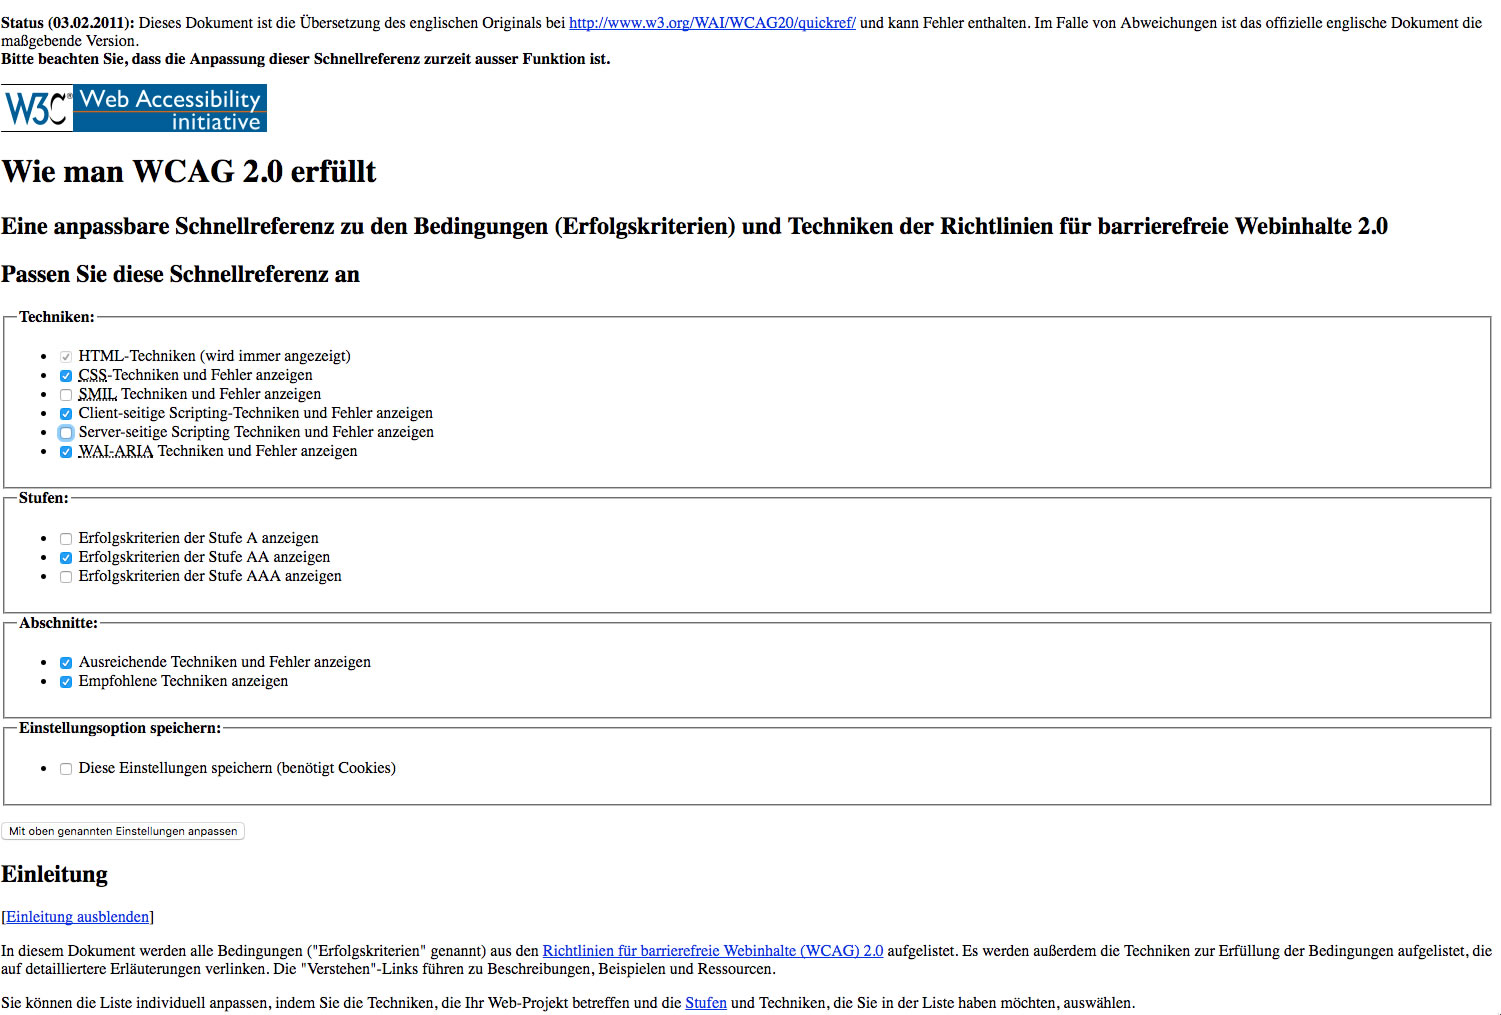 Status (03.02.2011): Dieses Dokument ist die Übersetzung des englischen Originals bei http://www.w3.org/WAI/WCAG20/quickref/ und kann Fehler enthalten. Im Falle von Abweichungen ist das offizielle englische Dokument die
maßgebende Version.
Bitte beachten Sie, dass die Anpassung dieser Schnellreferenz zurzeit ausser Funktion ist.
W3C® Web Accessibility
initiative
Wie man WCAG 2.0 erfüllt
Eine anpassbare Schnellreferenz zu den Bedingungen (Erfolgskriterien) und Techniken der Richtlinien für barrierefreie Webinhalte 2.0
Passen Sie diese Schnellreferenz an
Techniken:
HTML-Techniken (wird immer angezeigt)
CSS-Techniken und Fehler anzeigen
SMIL Techniken und Fehler anzeigen
Client-seitige Scripting-Techniken und Fehler anzeigen
Server-seitige Scripting Techniken und Fehler anzeigen
WAI-ARIA Techniken und Fehler anzeigen
Stufen:
Erfolgskriterien der Stufe A anzeigen
Erfolgskriterien der Stufe AA anzeigen
Erfolgskriterien der Stufe AAA anzeigen
Abschnitte:
Ausreichende Techniken und Fehler anzeigen
Empfohlene Techniken anzeigen
Einstellungsoption speichern:
Diese Einstellungen speichern (benötigt Cookies)
Mit oben genannten Einstellungen anpassen
Einleitung
[Einleitung ausblenden]
In diesem Dokument werden alle Bedingungen ("Erfolgskriterien" genannt) aus den Richtlinien für barrierefreie Webinhalte (WCAG) 2.0 aufgelistet. Es werden außerdem die Techniken zur Erfüllung der Bedingungen aufgelistet, die
auf detailliertere Erläuterungen verlinken. Die "Verstehen"-Links führen zu Beschreibungen, Beispielen und Ressourcen.
Sie können die Liste individuell anpassen, indem Sie die Techniken, die Ihr Web-Projekt betreffen und die Stufen und Techniken, die Sie in der Liste haben möchten, auswählen.